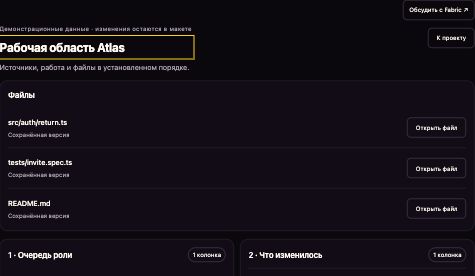 Обсудить с Fabric ↗
Демонстрационные данные · изменения остаются в макете
Рабочая область Atlas
К проекту
Источники, работа и файлы в установленном порядке.
Файлы
src/auth/return.ts
Сохранённая версия
Открыть файл
tests/invite.spec.ts
Сохранённая версия
Открыть файл
README.md
Сохранённая версия
Открыть файл
1 · Очередь роли
1 колонка
2 · Что изменилось
1 колонка